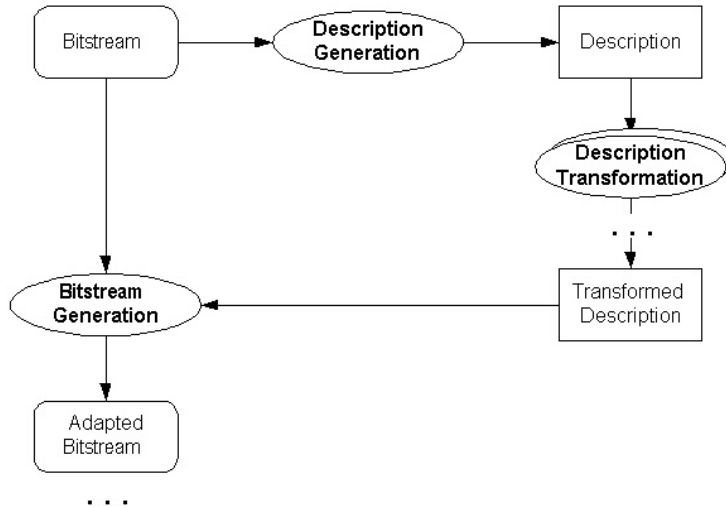 Bitstream
Description
Generation
Description
Description
Transformation
. . .
Bitstream
Generation
Transformed
Description
Adapted
Bitstream
. . .